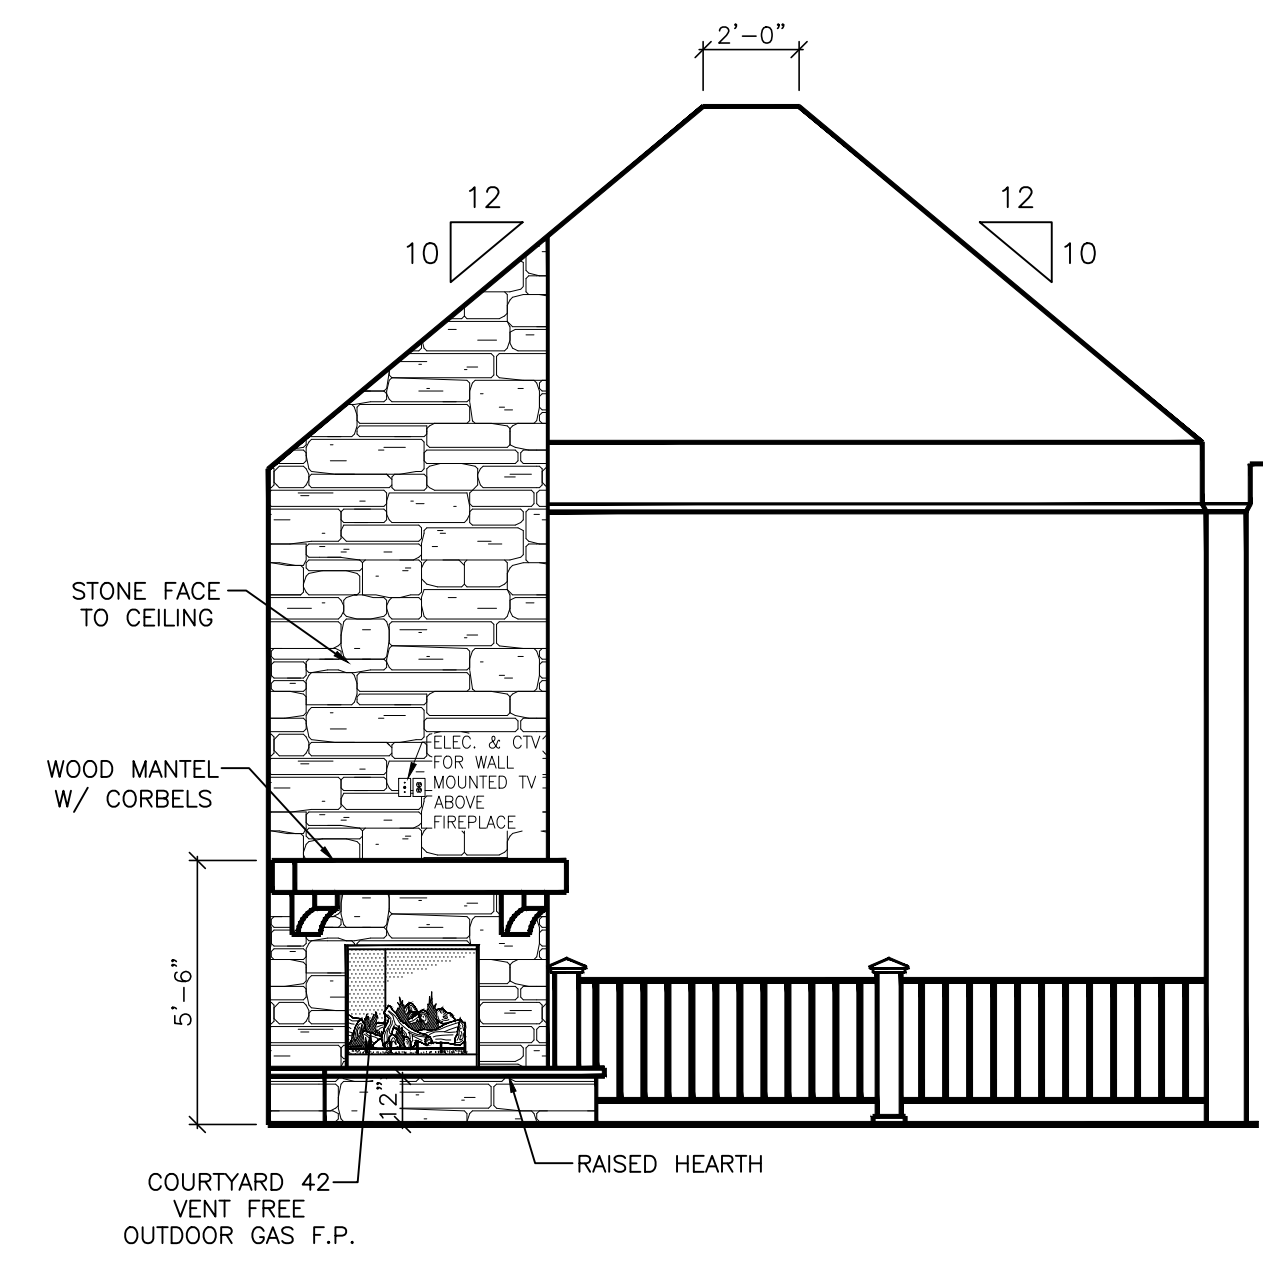 2'-0"
12
12
10
10
STONE FACE
TO CEILING
ELEC. & CTV
FOR WALL
MOUNTED TV
ABOVE
FIREPLACE
WOOD MANTEL
W/ CORBELS
5'-6"
12"
RAISED HEARTH
COURTYARD 42
VENT FREE
OUTDOOR GAS F.P.